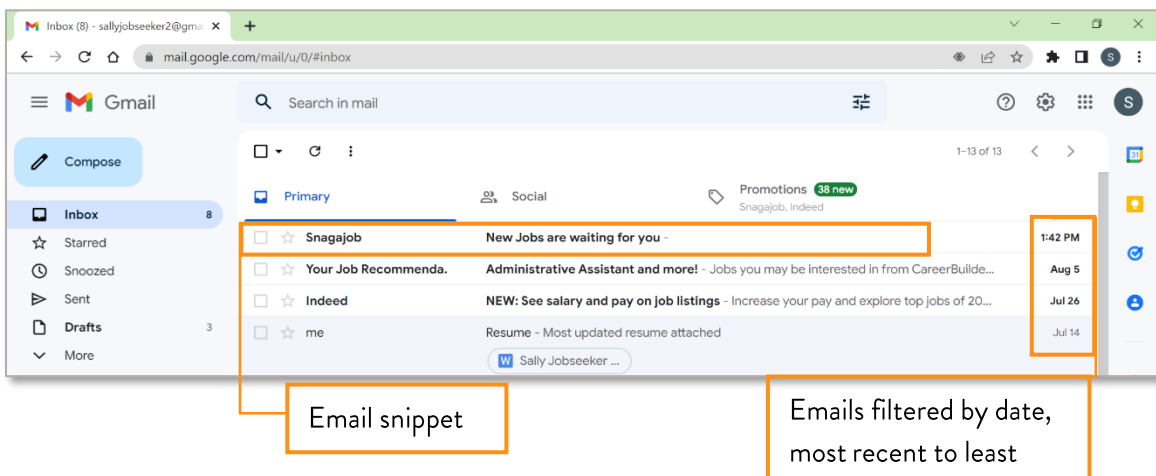 Inbox (8) - sallyjobseeker2@gma
mail.google.com/mail/u/0/#inbox
S
Gmail
Search in mail
S
Compose
1–13 of 13
31
Primary
Social
Promotions 38 new
Snagajob, Indeed
Inbox 8
Snagajob New Jobs are waiting for you - 1:42 PM
Starred
Your Job Recommenda. Administrative Assistant and more! - Jobs you may be interested in from CareerBuilde... Aug 5
Snoozed
Indeed NEW: See salary and pay on job listings - Increase your pay and explore top jobs of 20... Jul 26
Sent
Drafts 3
me Resume - Most updated resume attached Jul 14
More
W Sally Jobseeker ...
Email snippet
Emails filtered by date,
most recent to least